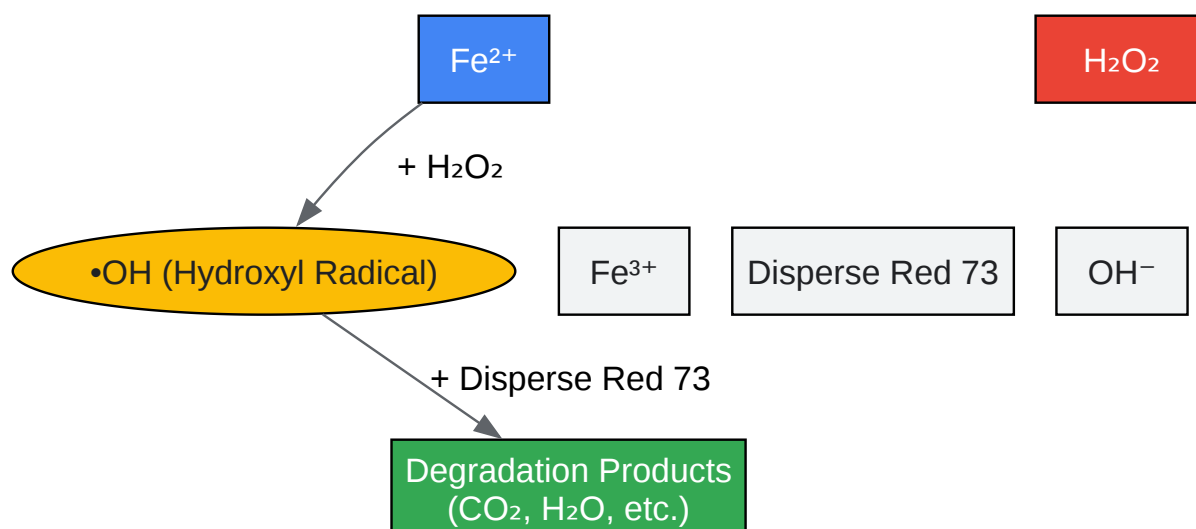 Fe²⁺
H₂O₂
+ H₂O₂
•OH (Hydroxyl Radical)
Fe³⁺
Disperse Red 73
OH⁻
+ Disperse Red 73
Degradation Products
(CO₂, H₂O, etc.)